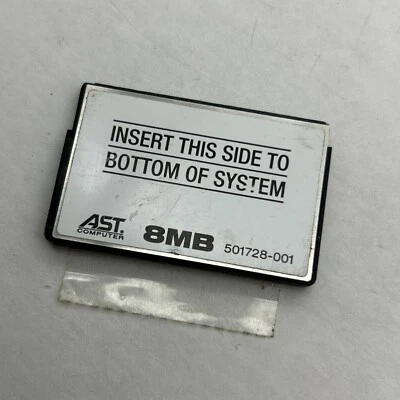 INSERT THIS SIDE TO
BOTTOM OF SYSTEM
AST®
COMPUTER
8MB 501728-001